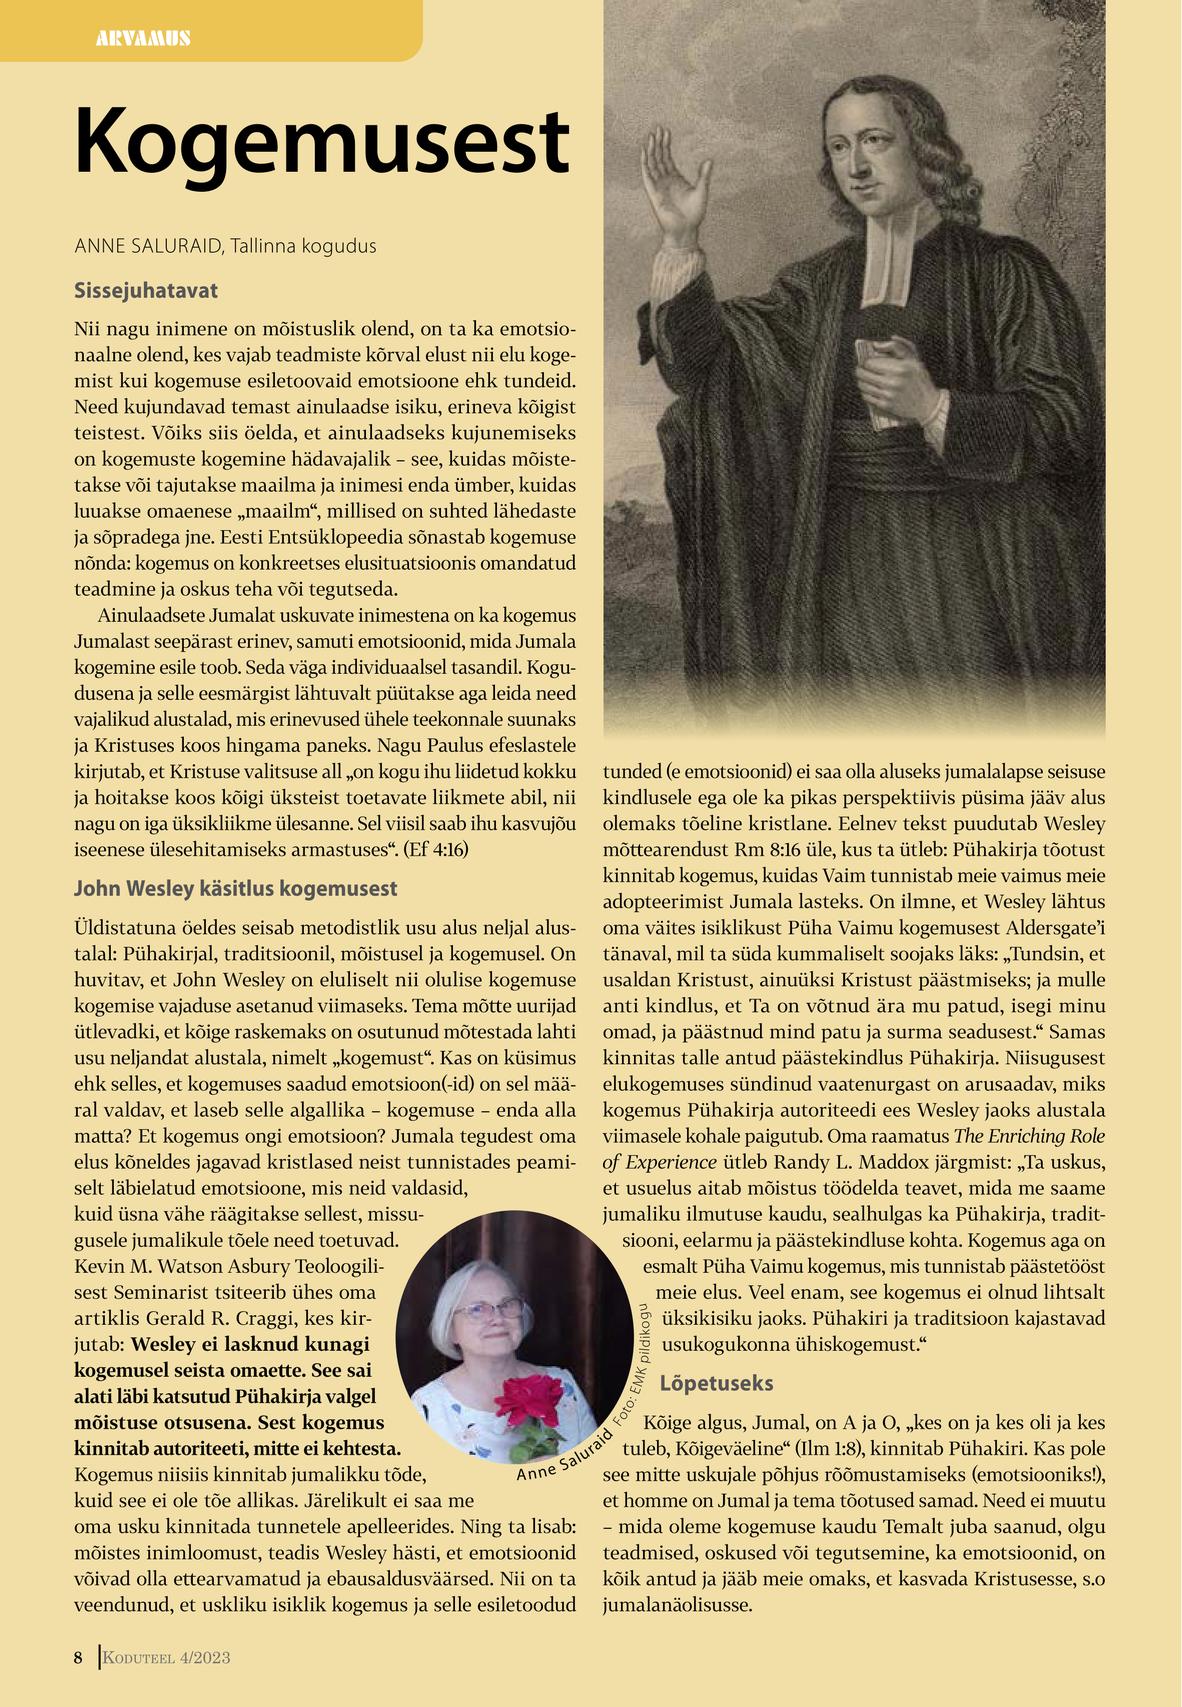 ARVAMUS
Kogemusest
ANNE SALURAID, Tallinna kogudus
Sissejuhatavat
Nii nagu inimene on mõistuslik olend, on ta ka emotsio-
naalne olend, kes vajab teadmiste kõrval elust nii elu koge-
mist kui kogemuse esiletoovaid emotsioone ehk tundeid.
Need kujundavad temast ainulaadse isiku, erineva kõigist
teistest. Võiks siis öelda, et ainulaadseks kujunemiseks
on kogemuste kogemine hädavajalik – see, kuidas mõiste-
takse või tajutakse maailma ja inimesi enda ümber, kuidas
luuakse omaenese „maailm“, millised on suhted lähedaste
ja sõpradega jne. Eesti Entsüklopeedia sõnastab kogemuse
nõnda: kogemus on konkreetses elusituatsioonis omandatud
teadmine ja oskus teha või tegutseda.
Ainulaadsete Jumalat uskuvate inimestena on ka kogemus
Jumalast seepärast erinev, samuti emotsioonid, mida Jumala
kogemine esile toob. Seda väga individuaalsel tasandil. Kogu-
dusena ja selle eesmärgist lähtuvalt püütakse aga leida need
vajalikud alustalad, mis erinevused ühele teekonnale suunaks
ja Kristuses koos hingama paneks. Nagu Paulus efeslastele
kirjutab, et Kristuse valitsuse all „on kogu ihu liidetud kokku
ja hoitakse koos kõigi üksteist toetavate liikmete abil, nii
nagu on iga üksikliikme ülesanne. Sel viisil saab ihu kasvujõu
iseenese ülesehitamiseks armastuses“. (Ef 4:16)
John Wesley käsitlus kogemusest
Üldistatuna öeldes seisab metodistlik usu alus neljal alus-
talal: Pühakirjal, traditsioonil, mõistusel ja kogemusel. On
huvitav, et John Wesley on eluliselt nii olulise kogemuse
kogemise vajaduse asetanud viimaseks. Tema mõtte uurijad
ütlevadki, et kõige raskemaks on osutunud mõtestada lahti
usu neljandat alustala, nimelt „kogemust“. Kas on küsimus
ehk selles, et kogemuses saadud emotsioon(-id) on sel mää-
ral valdav, et laseb selle algallika – kogemuse – enda alla
matta? Et kogemus ongi emotsioon? Jumala tegudest oma
elus kõneldes jagavad kristlased neist tunnistades peami-
selt läbielatud emotsioone, mis neid valdasid,
kuid üsna vähe räägitakse sellest, missu-
gusele jumalikule tõele need toetuvad.
Kevin M. Watson Asbury Teoloogili-
sest Seminarist tsiteerib ühes oma
artiklis Gerald R. Craggi, kes kir-
jutab: Wesley ei lasknud kunagi
kogemusel seista omaette. See sai
alati läbi katsutud Pühakirja valgel
mõistuse otsusena. Sest kogemus
kinnitab autoriteeti, mitte ei kehtesta.
Kogemus niisiis kinnitab jumalikku tõde,
kuid see ei ole tõe allikas. Järelikult ei saa me
oma usku kinnitada tunnetele apelleerides. Ning ta lisab:
mõistes inimloomust, teadis Wesley hästi, et emotsioonid
võivad olla ettearvamatud ja ebausaldusväärsed. Nii on ta
veendunud, et uskliku isiklik kogemus ja selle esiletoodud
Anne Saluraid Foto: EMK pildikogu
tunded (e emotsioonid) ei saa olla aluseks jumalalapse seisuse
kindlusele ega ole ka pikas perspektiivis püsima jääv alus
olemaks tõeline kristlane. Eelnev tekst puudutab Wesley
mõttearendust Rm 8:16 üle, kus ta ütleb: Pühakirja tõotust
kinnitab kogemus, kuidas Vaim tunnistab meie vaimus meie
adopteerimist Jumala lasteks. On ilmne, et Wesley lähtus
oma väites isiklikust Püha Vaimu kogemusest Aldersgate’i
tänaval, mil ta süda kummaliselt soojaks läks: „Tundsin, et
usaldan Kristust, ainuüksi Kristust päästmiseks; ja mulle
anti kindlus, et Ta on võtnud ära mu patud, isegi minu
omad, ja päästnud mind patu ja surma seadusest.“ Samas
kinnitas talle antud päästekindlus Pühakirja. Niisugusest
elukogemuses sündinud vaatenurgast on arusaadav, miks
kogemus Pühakirja autoriteedi ees Wesley jaoks alustala
viimasele kohale paigutub. Oma raamatus The Enriching Role
of Experience ütleb Randy L. Maddox järgmist: „Ta uskus,
et usuelus aitab mõistus töödelda teavet, mida me saame
jumaliku ilmutuse kaudu, sealhulgas ka Pühakirja, tradit-
siooni, eelarmu ja päästekindluse kohta. Kogemus aga on
esmalt Püha Vaimu kogemus, mis tunnistab päästetööst
meie elus. Veel enam, see kogemus ei olnud lihtsalt
üksikisiku jaoks. Pühakiri ja traditsioon kajastavad
usukogukonna ühiskogemust.“
Lõpetuseks
Kõige algus, Jumal, on A ja O, „kes on ja kes oli ja kes
tuleb, Kõigeväeline“ (Ilm 1:8), kinnitab Pühakiri. Kas pole
see mitte uskujale põhjus rõõmustamiseks (emotsiooniks!),
et homme on Jumal ja tema tõotused samad. Need ei muutu
– mida oleme kogemuse kaudu Temalt juba saanud, olgu
teadmised, oskused või tegutsemine, ka emotsioonid, on
kõik antud ja jääb meie omaks, et kasvada Kristusesse, s.o
jumalanäolisusse.
8 KODUTEEL 4/2023